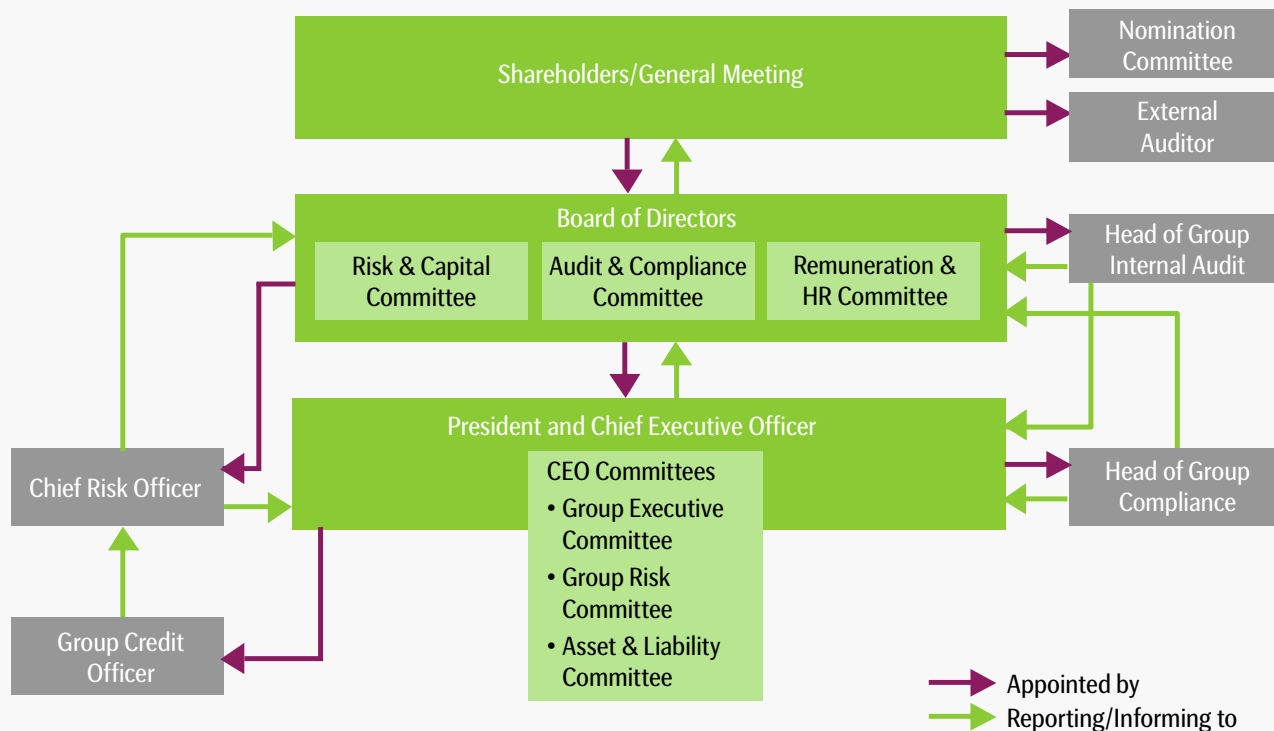 Shareholders/General Meeting
Nomination
Committee
External
Auditor
Board of Directors
Risk & Capital
Committee
Audit & Compliance
Committee
Remuneration &
HR Committee
Head of Group
Internal Audit
President and Chief Executive Officer
CEO Committees
• Group Executive
Committee
• Group Risk
Committee
• Asset & Liability
Committee
Chief Risk Officer
Head of Group
Compliance
Group Credit
Officer
Appointed by
Reporting/Informing to